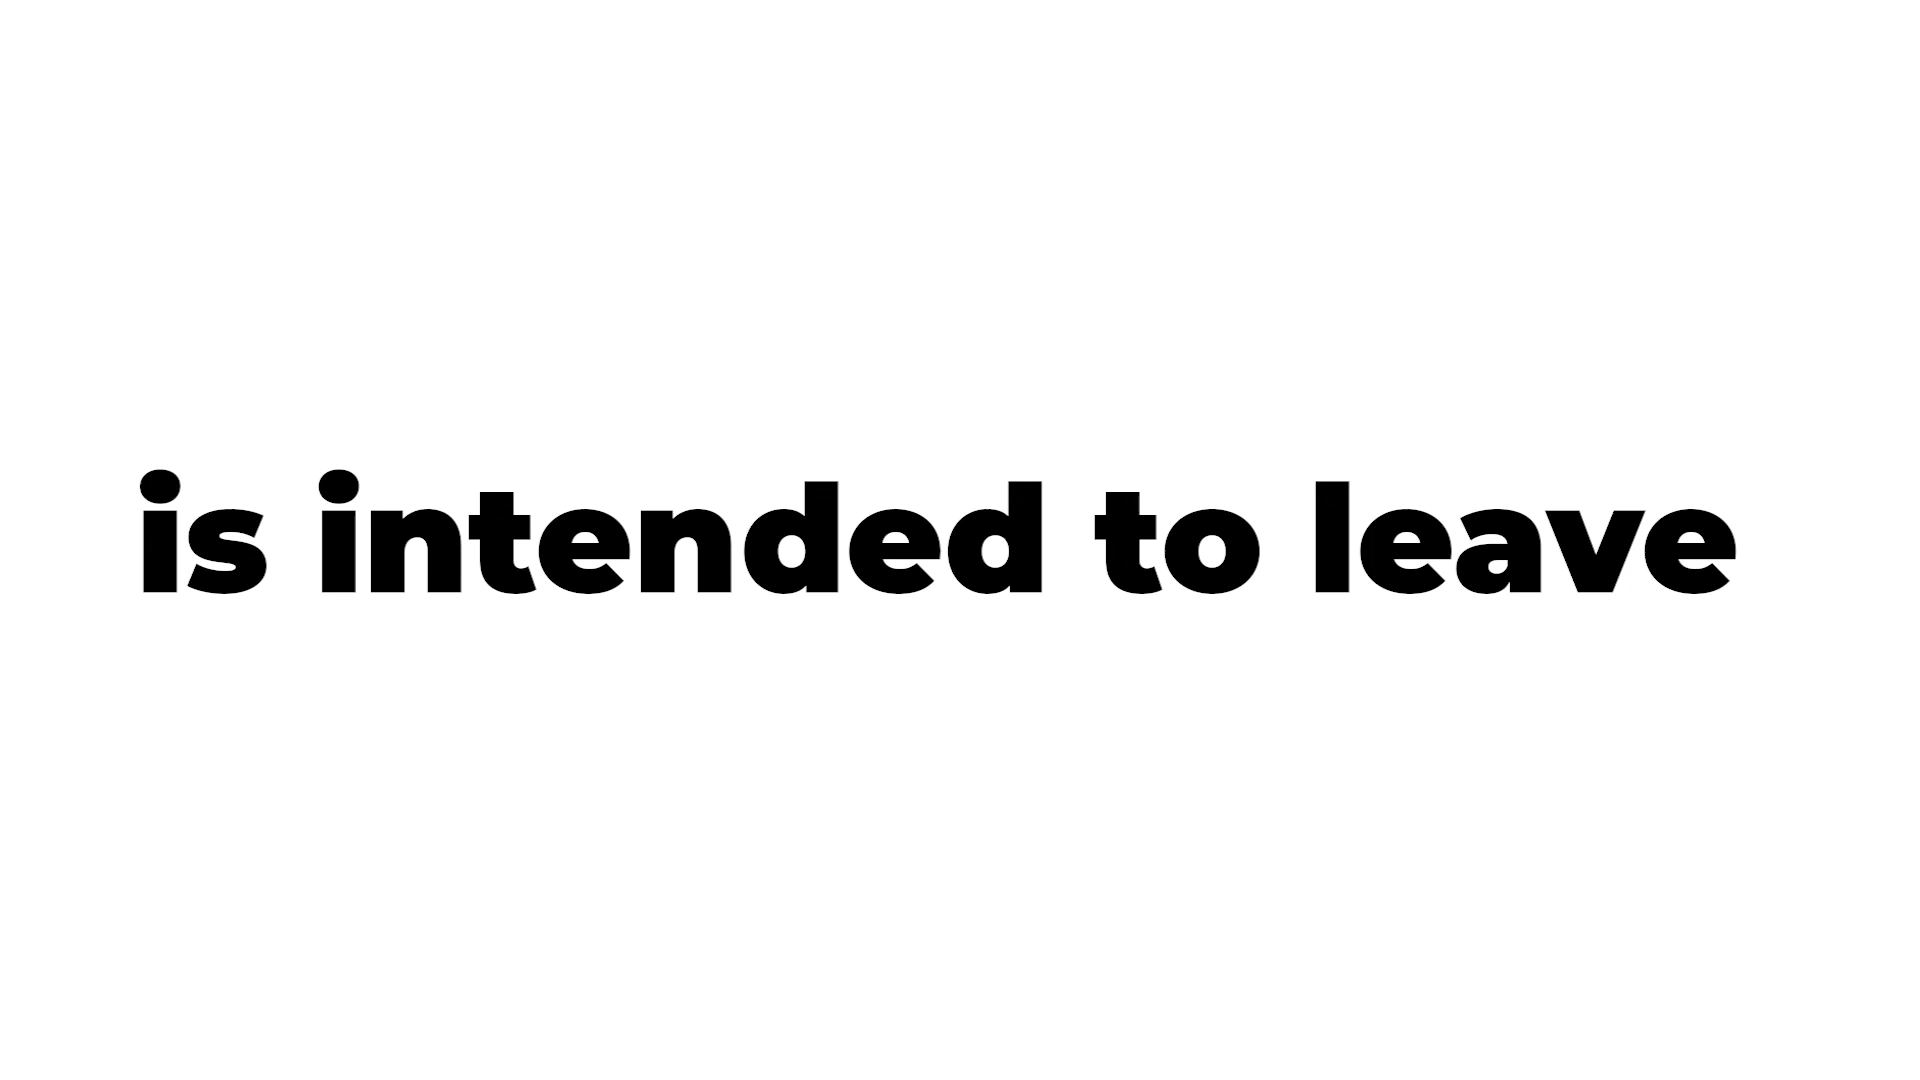 is intended to leave